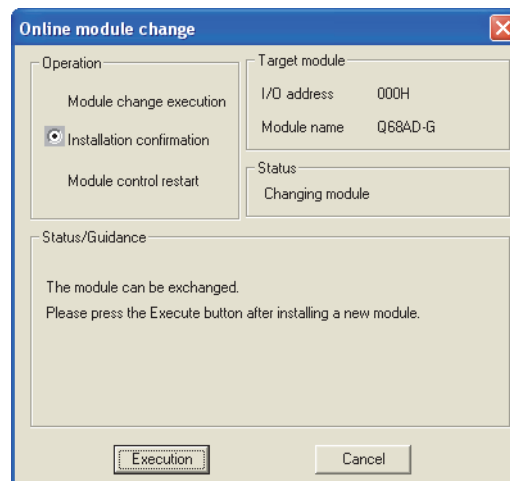 Online module change
Operation
Module change execution
Installation confirmation
Module control restart
Target module
I/O address 000H
Module name Q68AD-G
Status
Changing module
Status/Guidance
The module can be exchanged.
Please press the Execute button after installing a new module.
Execution Cancel